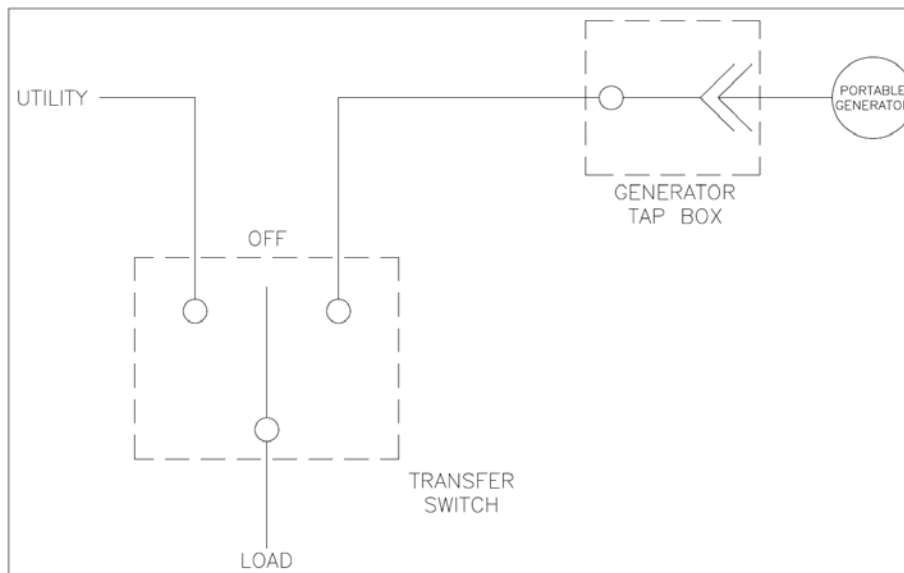 UTILITY
PORTABLE
GENERATOR
GENERATOR
TAP BOX
OFF
TRANSFER
SWITCH
LOAD